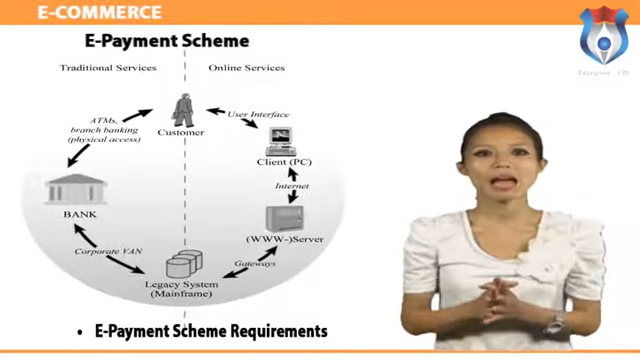 E-COMMERCE
E-Payment Scheme
Traditional Services
Online Services
ATMs,
branch banking
(physical access)
User Interface
Customer
Client (PC)
Internet
BANK
(WWW-)Server
Corporate VAN
Gateways
Legacy System
(Mainframe)
• E-Payment Scheme Requirements